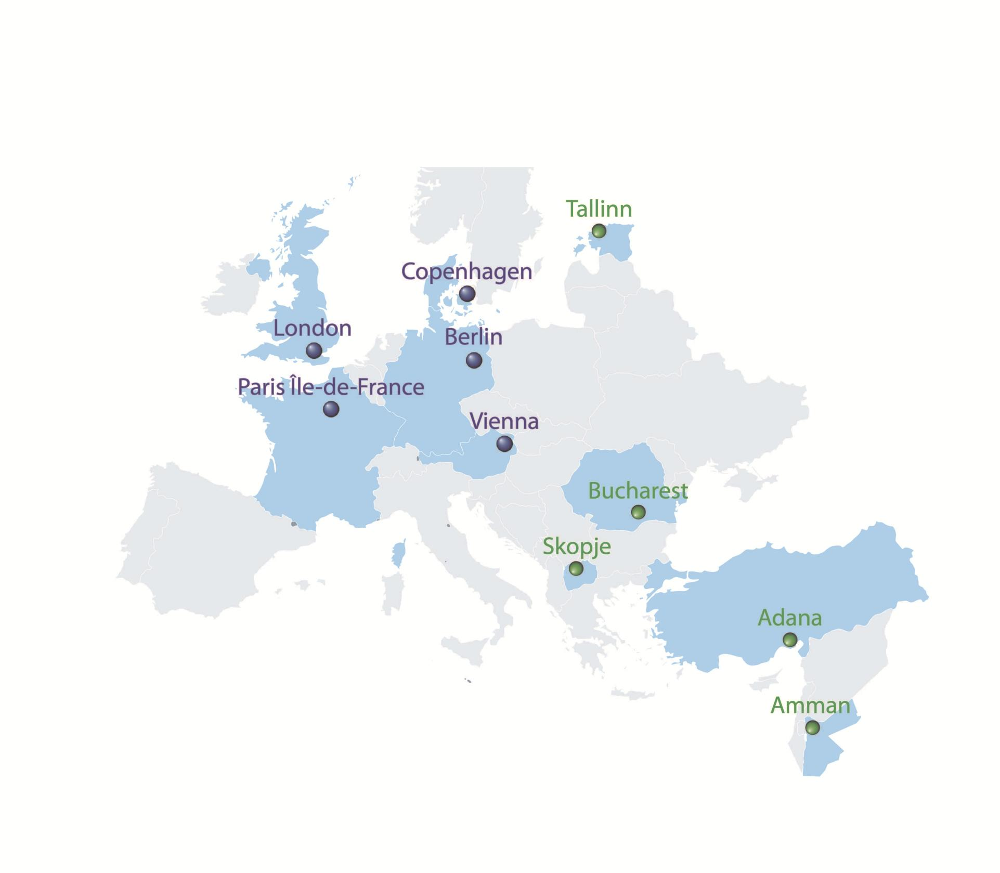 Tallinn
Copenhagen
London
Berlin
Paris Île-de-France
Vienna
Bucharest
Skopje
Adana
Amman